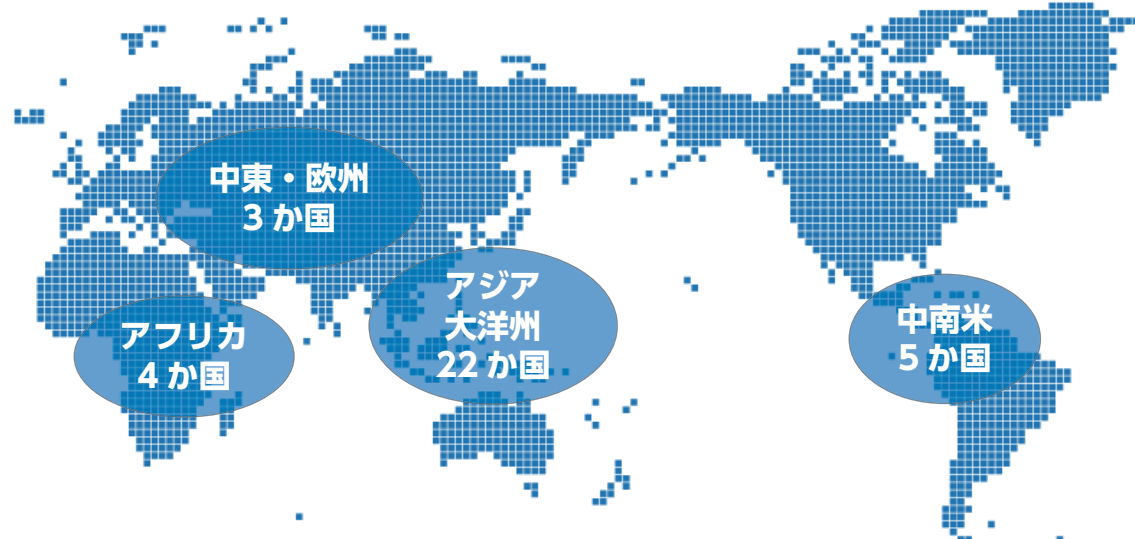 中東・欧州
3 か国
アジア
大洋州
22 か国
アフリカ
4 か国
中南米
5 か国